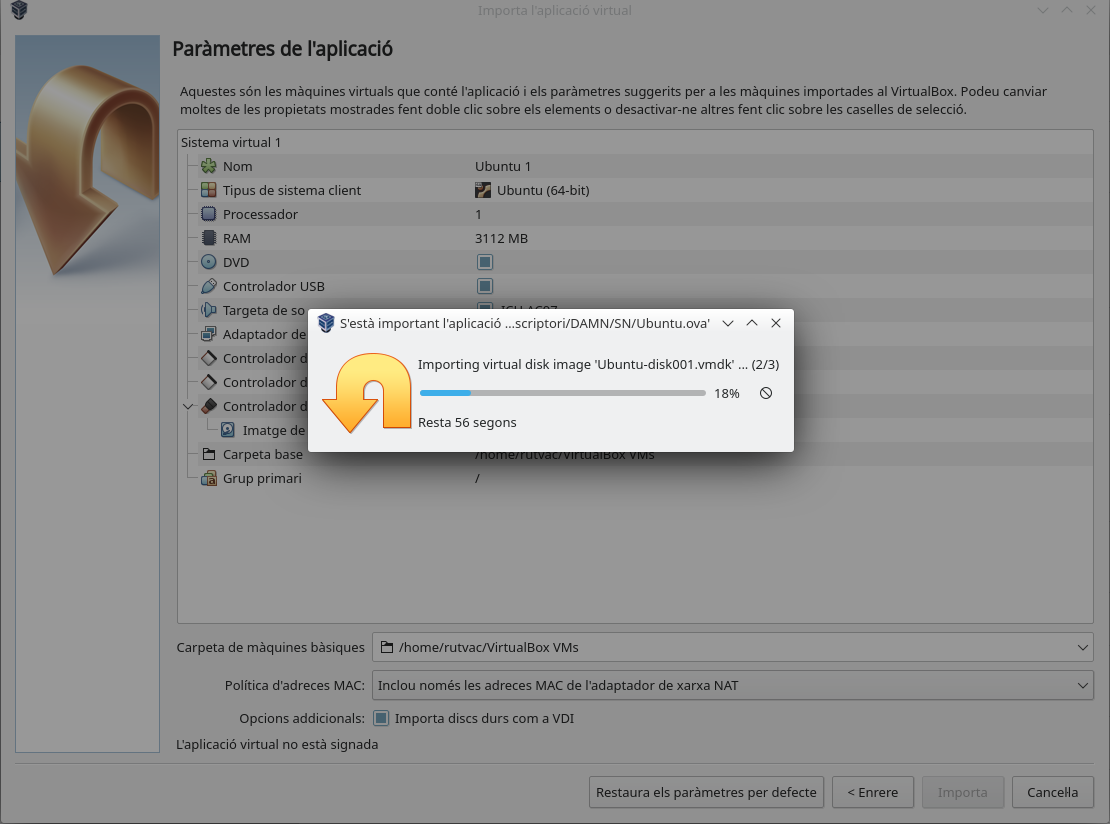 Importa l'aplicació virtual
Paràmetres de l'aplicació
Aquestes són les màquines virtuals que conté l'aplicació i els paràmetres suggerits per a les màquines importades al VirtualBox. Podeu canviar
moltes de les propietats mostrades fent doble clic sobre els elements o desactivar-ne altres fent clic sobre les caselles de selecció.
Sistema virtual 1
Nom Ubuntu 1
Tipus de sistema client Ubuntu (64-bit)
Processador 1
RAM 3112 MB
DVD
Controlador USB
Targeta de so ICH AC97
S'està important l'aplicació ...scriptori/DAMN/SN/Ubuntu.ova'
Adaptador de
Controlador d
Importing virtual disk image 'Ubuntu-disk001.vmdk' ... (2/3)
Controlador d
18%
Controlador d
Resta 56 segons
Imatge de
Carpeta base /home/rutvac/VirtualBox VMs
Grup primari /
Carpeta de màquines bàsiques /home/rutvac/VirtualBox VMs
Política d'adreces MAC: Inclou només les adreces MAC de l'adaptador de xarxa NAT
Opcions addicionals: Importa discs durs com a VDI
L'aplicació virtual no està signada
Restaura els paràmetres per defecte < Enrere Importa Cancel·la